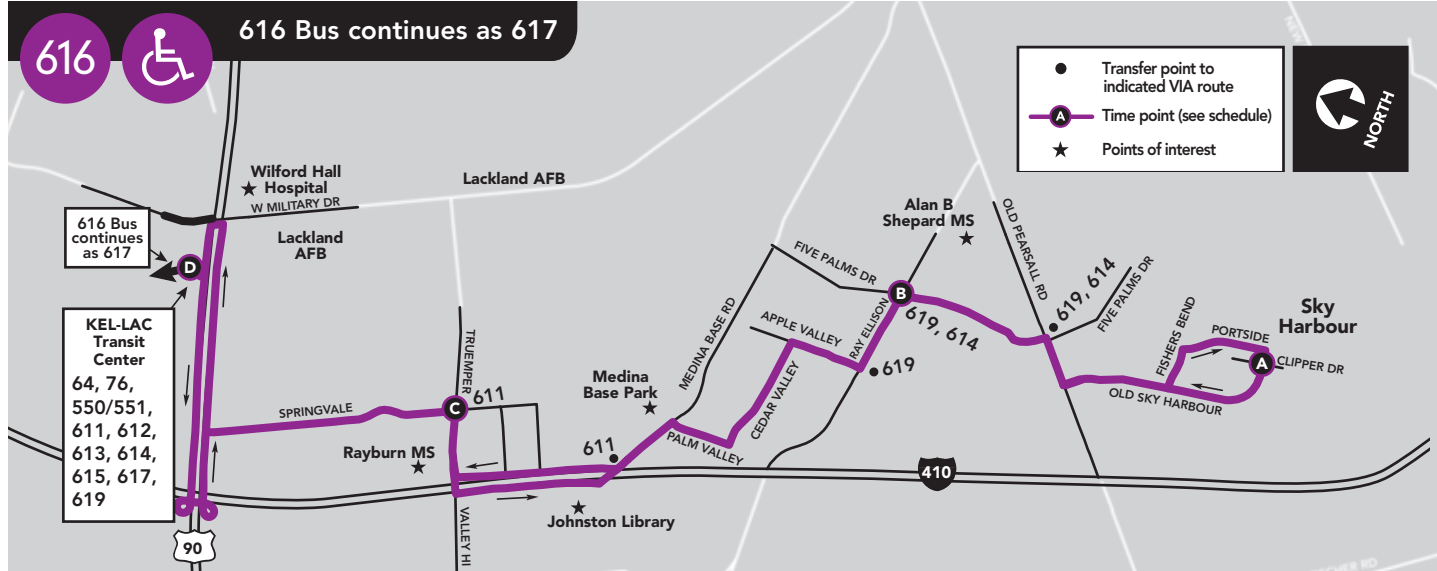 616
616 Bus continues as 617
Transfer point to
indicated VIA route
A
Time point (see schedule)
Points of interest
NORTH
Wilford Hall
Hospital
W MILITARY DR
Lackland AFB
Lackland
AFB
616 Bus
continues
as 617
D
KEL-LAC
Transit
Center
64, 76,
550/551,
611, 612,
613, 614,
615, 617,
619
90
SPRINGVALE
TRUEMPER
C
611
Rayburn MS
VALLEY HI
611
Johnston Library
Medina
Base Park
MEDINA BASE RD
PALM VALLEY
CEDAR VALLEY
APPLE VALLEY
FIVE PALMS DR
RAY ELLISON
B
619, 614
619
Alan B
Shepard MS
OLD PEARSALL RD
619, 614
FIVE PALMS DR
410
FISHERS BEND
PORTSIDE
Sky
Harbour
A
CLIPPER DR
OLD SKY HARBOUR